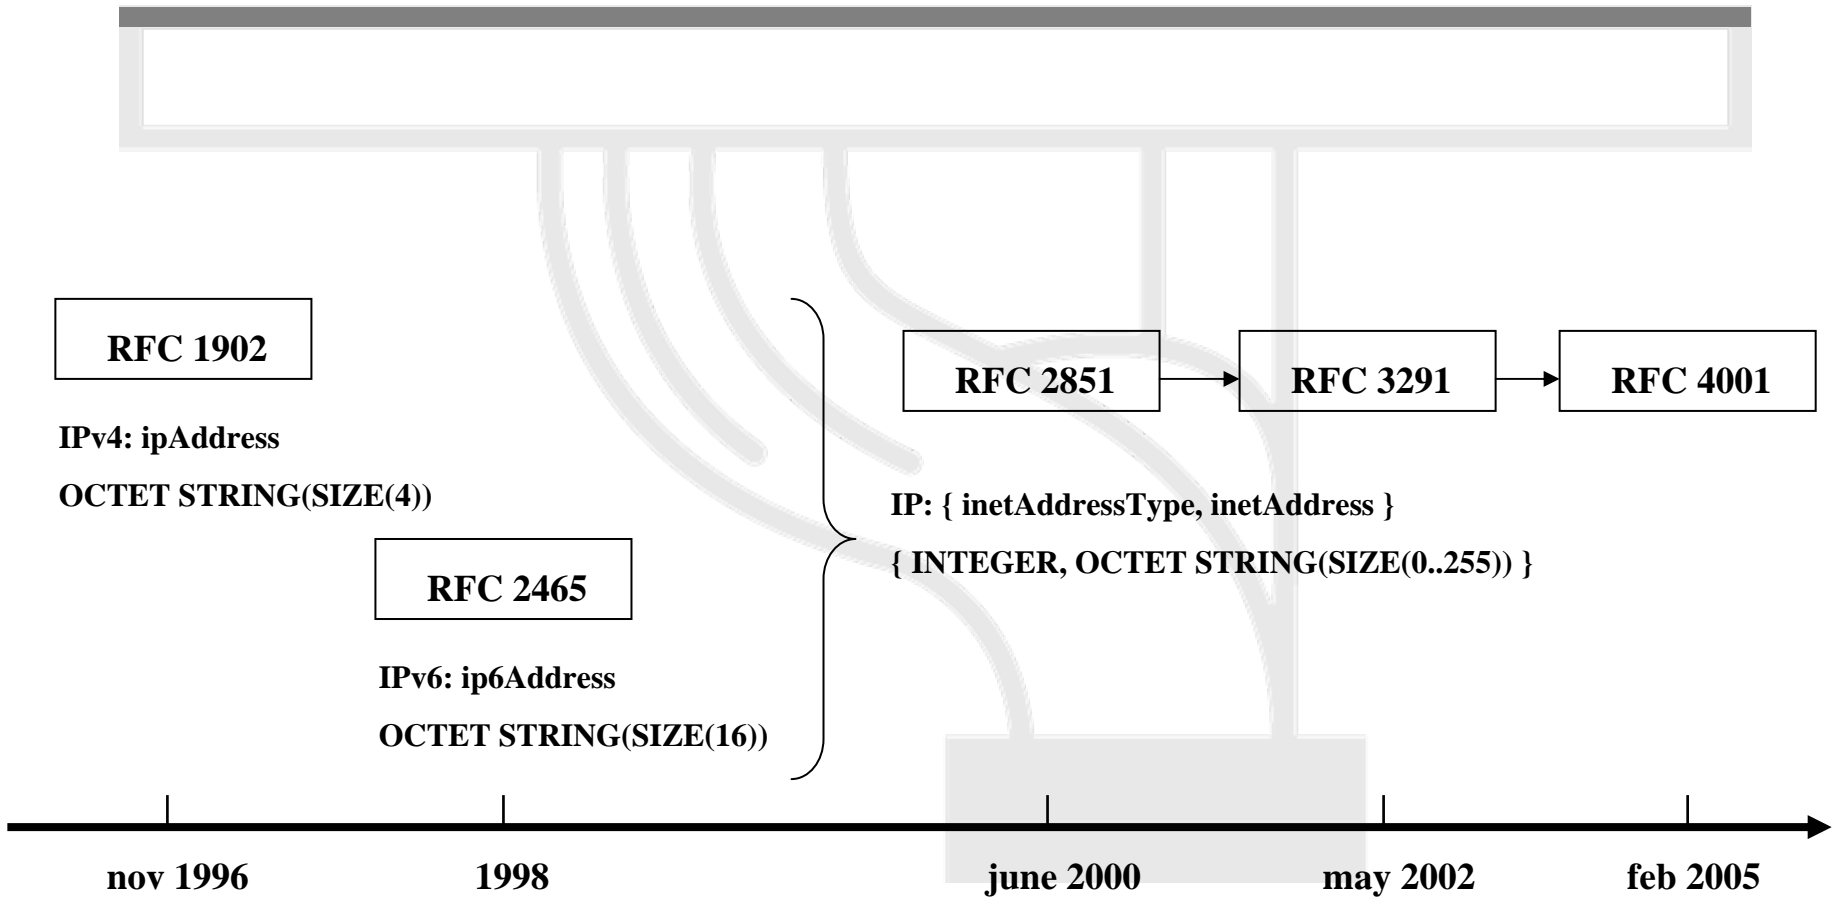 RFC 1902
IPv4: ipAddress
OCTET STRING(SIZE(4))
RFC 2465
IPv6: ip6Address
OCTET STRING(SIZE(16))
RFC 2851
RFC 3291
RFC 4001
IP: { inetAddressType, inetAddress }
{ INTEGER, OCTET STRING(SIZE(0..255)) }
nov 1996
1998
june 2000
may 2002
feb 2005